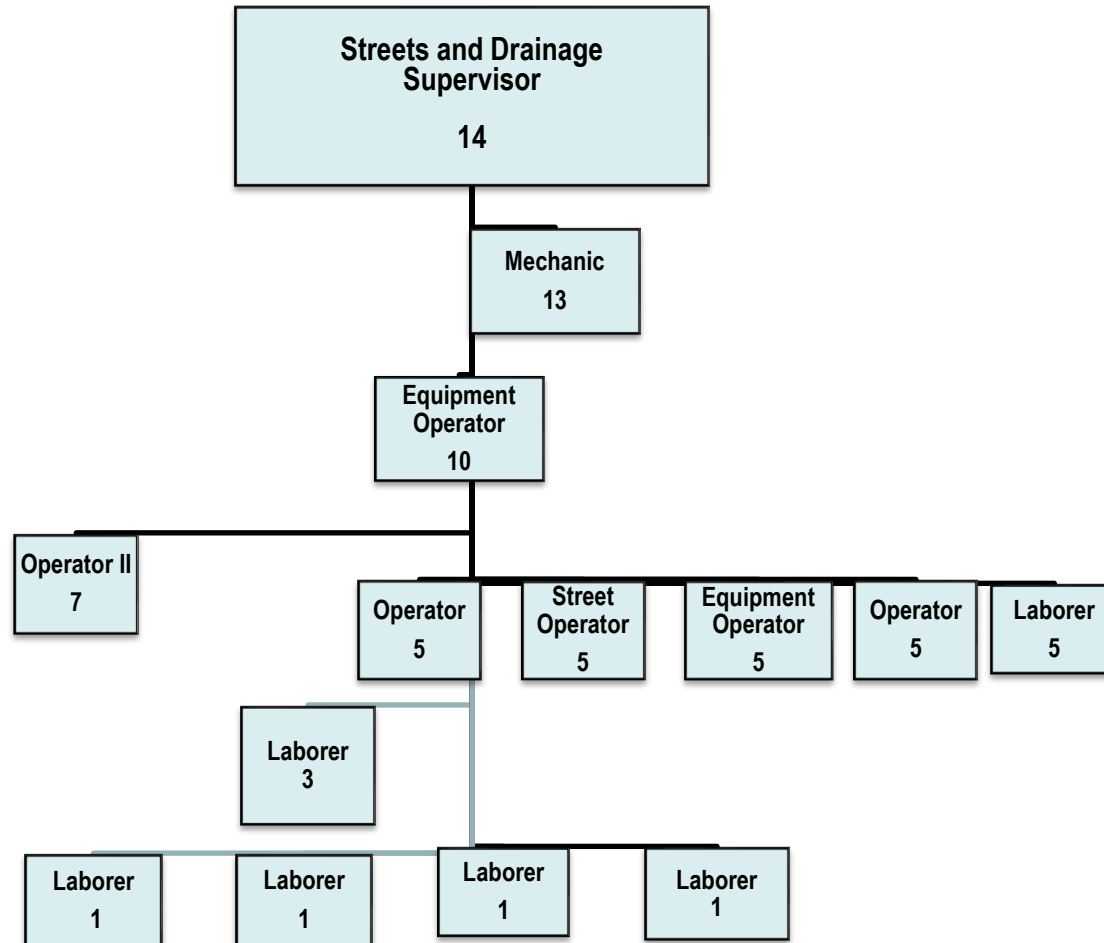 Streets and Drainage
Supervisor
14
Mechanic
13
Equipment
Operator
10
Operator II
7
Operator
5
Street
Operator
5
Equipment
Operator
5
Operator
5
Laborer
5
Laborer
3
Laborer
1
Laborer
1
Laborer
1
Laborer
1